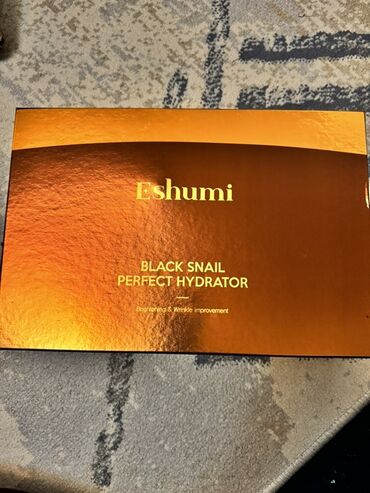 Eshumi
BLACK SNAIL
PERFECT HYDRATOR
Brightening & Wrinkle improvement